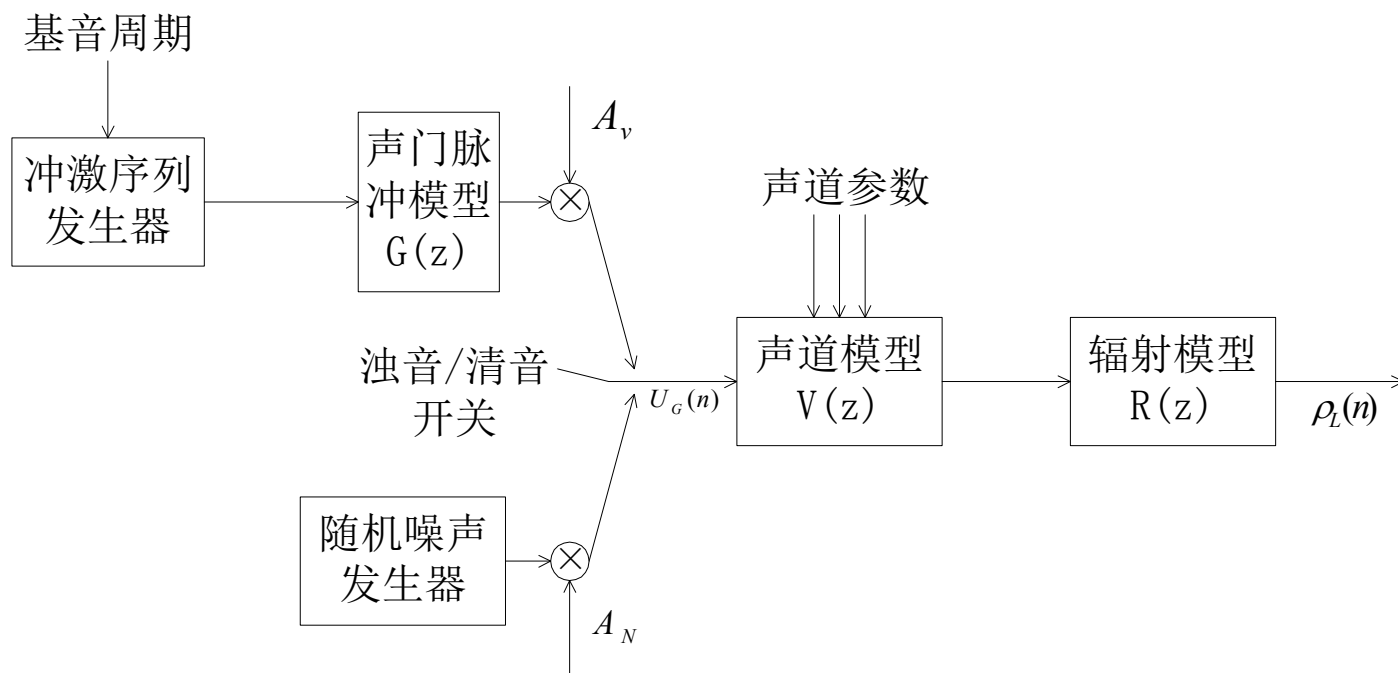 基音周期
冲激序列
发生器
声门脉
冲模型
G(z)
A_v
声道参数
浊音/清音
开关
U_G(n)
声道模型
V(z)
辐射模型
R(z)
ρ_L(n)
随机噪声
发生器
A_N